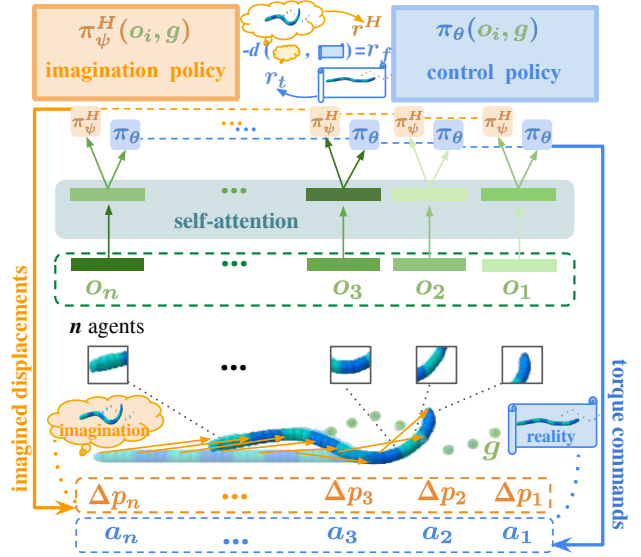 π^H_ψ(o_i, g)
imagination policy
r^H
-d ( , ) = r_f
r_t
π_θ(o_i, g)
control policy
π^H_ψ π_θ ... π^H_ψ π_θ π^H_ψ π_θ π^H_ψ π_θ
...
self-attention
...
o_n o_3 o_2 o_1
n agents
...
imagined displacements
torque commands
imagination
g
reality
Δp_n ... Δp_3 Δp_2 Δp_1
a_n ... a_3 a_2 a_1